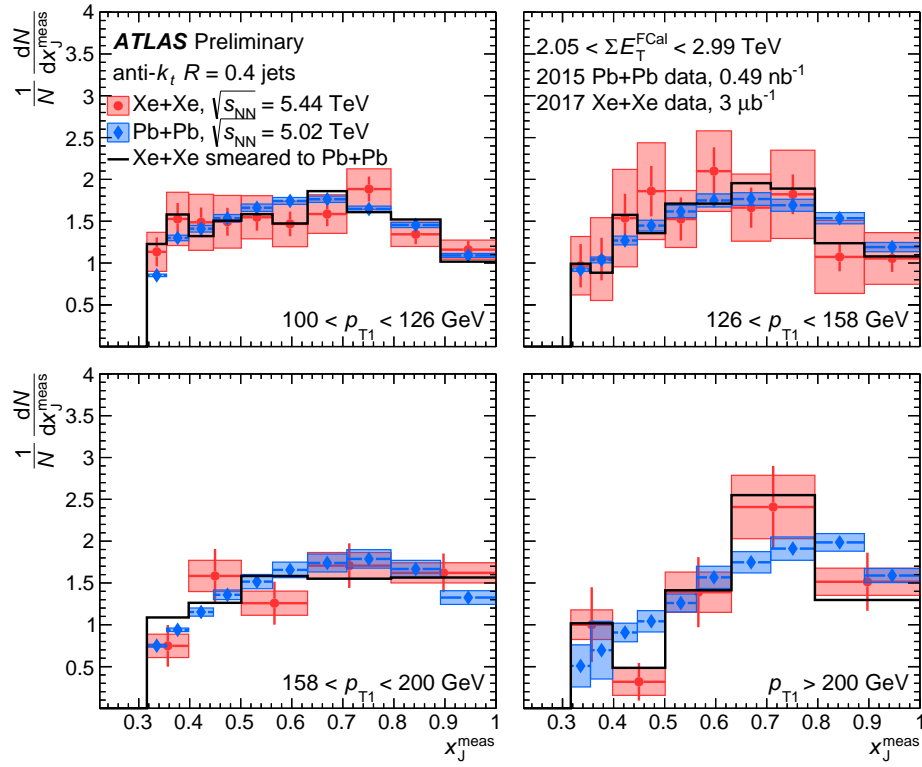 1/N dN/dx_J^meas
4
3.5
3
2.5
2
1.5
1
0.5
ATLAS Preliminary
anti-k_t R = 0.4 jets
Xe+Xe, √s_NN = 5.44 TeV
Pb+Pb, √s_NN = 5.02 TeV
Xe+Xe smeared to Pb+Pb
100 < p_T1 < 126 GeV
2.05 < ΣE_T^FCal < 2.99 TeV
2015 Pb+Pb data, 0.49 nb⁻¹
2017 Xe+Xe data, 3 μb⁻¹
126 < p_T1 < 158 GeV
1/N dN/dx_J^meas
4
3.5
3
2.5
2
1.5
1
0.5
158 < p_T1 < 200 GeV
0.3 0.4 0.5 0.6 0.7 0.8 0.9 1
x_J^meas
p_T1 > 200 GeV
0.3 0.4 0.5 0.6 0.7 0.8 0.9 1
x_J^meas